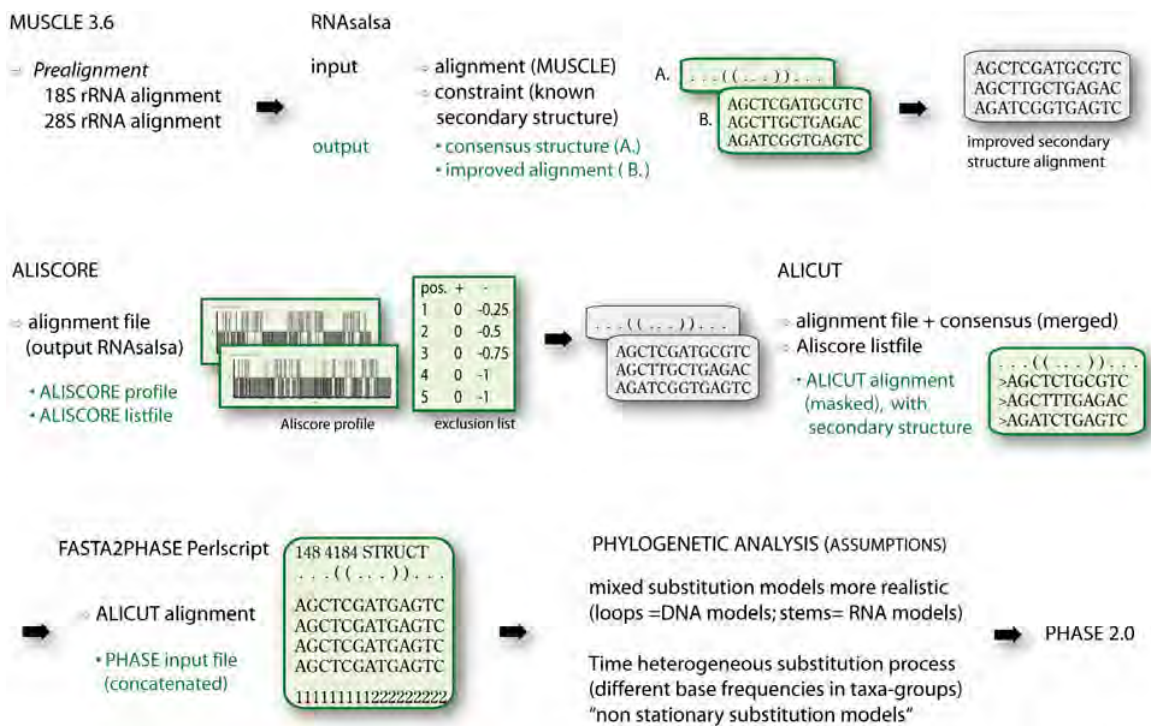 MUSCLE 3.6
Prealignment
18S rRNA alignment
28S rRNA alignment
RNAsalsa
input
alignment (MUSCLE)
constraint (known
secondary structure)
output
• consensus structure (A.)
• improved alignment ( B.)
A.
. . . ( ( . . . ) ) . . .
B.
AGCTCGATGCGTC
AGCTTGCTGAGAC
AGATCGGTGAGTC
AGCTCGATGCGTC
AGCTTGCTGAGAC
AGATCGGTGAGTC
improved secondary
structure alignment
ALISCORE
alignment file
(output RNAsalsa)
• ALISCORE profile
• ALISCORE listfile
Aliscore profile
pos. + -
1 0 -0.25
2 0 -0.5
3 0 -0.75
4 0 -1
5 0 -1
exclusion list
. . . ( ( . . . ) ) . . .
AGCTCGATGCGTC
AGCTTGCTGAGAC
AGATCGGTGAGTC
ALICUT
alignment file + consensus (merged)
Aliscore listfile
• ALICUT alignment
(masked), with
secondary structure
. . . ( ( . . . ) ) . . .
>AGCTCTGCGTC
>AGCTTTGAGAC
>AGATCTGAGTC
FASTA2PHASE Perlscript
ALICUT alignment
• PHASE input file
(concatenated)
148 4184 STRUCT
. . . ( ( . . . ) ) . . .
AGCTCGATGAGTC
AGCTCGATGAGTC
AGCTCGATGAGTC
AGCTCGATGAGTC
11111111122222222
PHYLOGENETIC ANALYSIS (ASSUMPTIONS)
mixed substitution models more realistic
(loops =DNA models; stems= RNA models)
Time heterogeneous substitution process
(different base frequencies in taxa-groups)
"non stationary substitution models"
PHASE 2.0